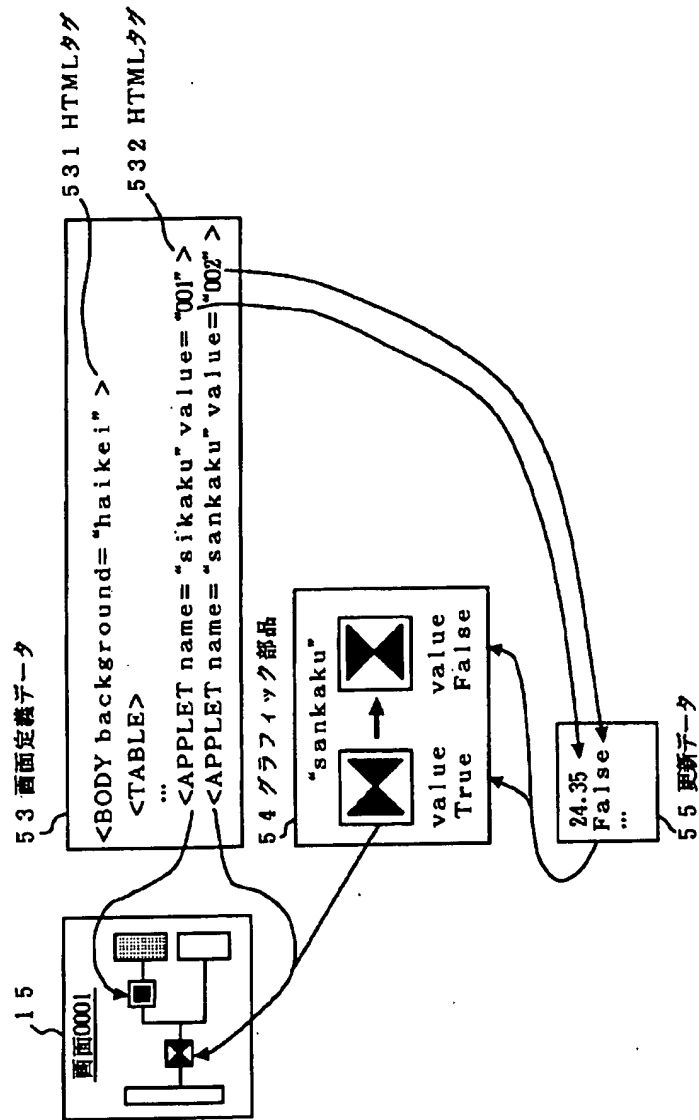 15
画面0001
53 画面定義データ
<BODY background="haikei" >
<TABLE>
…
<APPLET name="sikaku" value="001" >
<APPLET name="sankaku" value="002" >
531 HTMLタグ
532 HTMLタグ
54 グラフィック部品
"sankaku"
value
True
value
False
24.35
False
…
55 更新データ